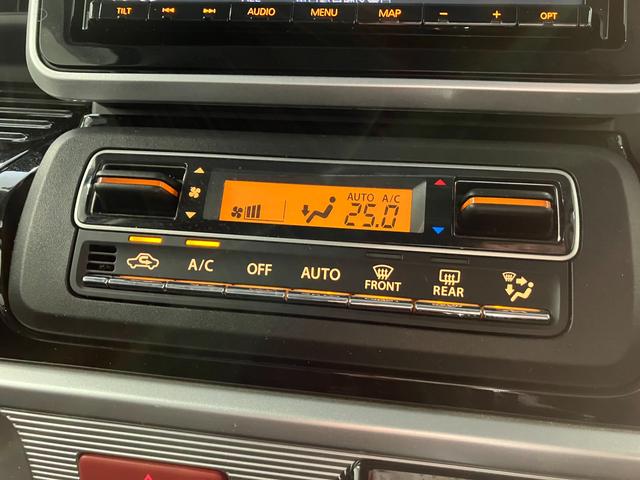 TILT AUDIO MENU MAP − + OPT
AUTO A/C
25.0
A/C OFF AUTO FRONT REAR